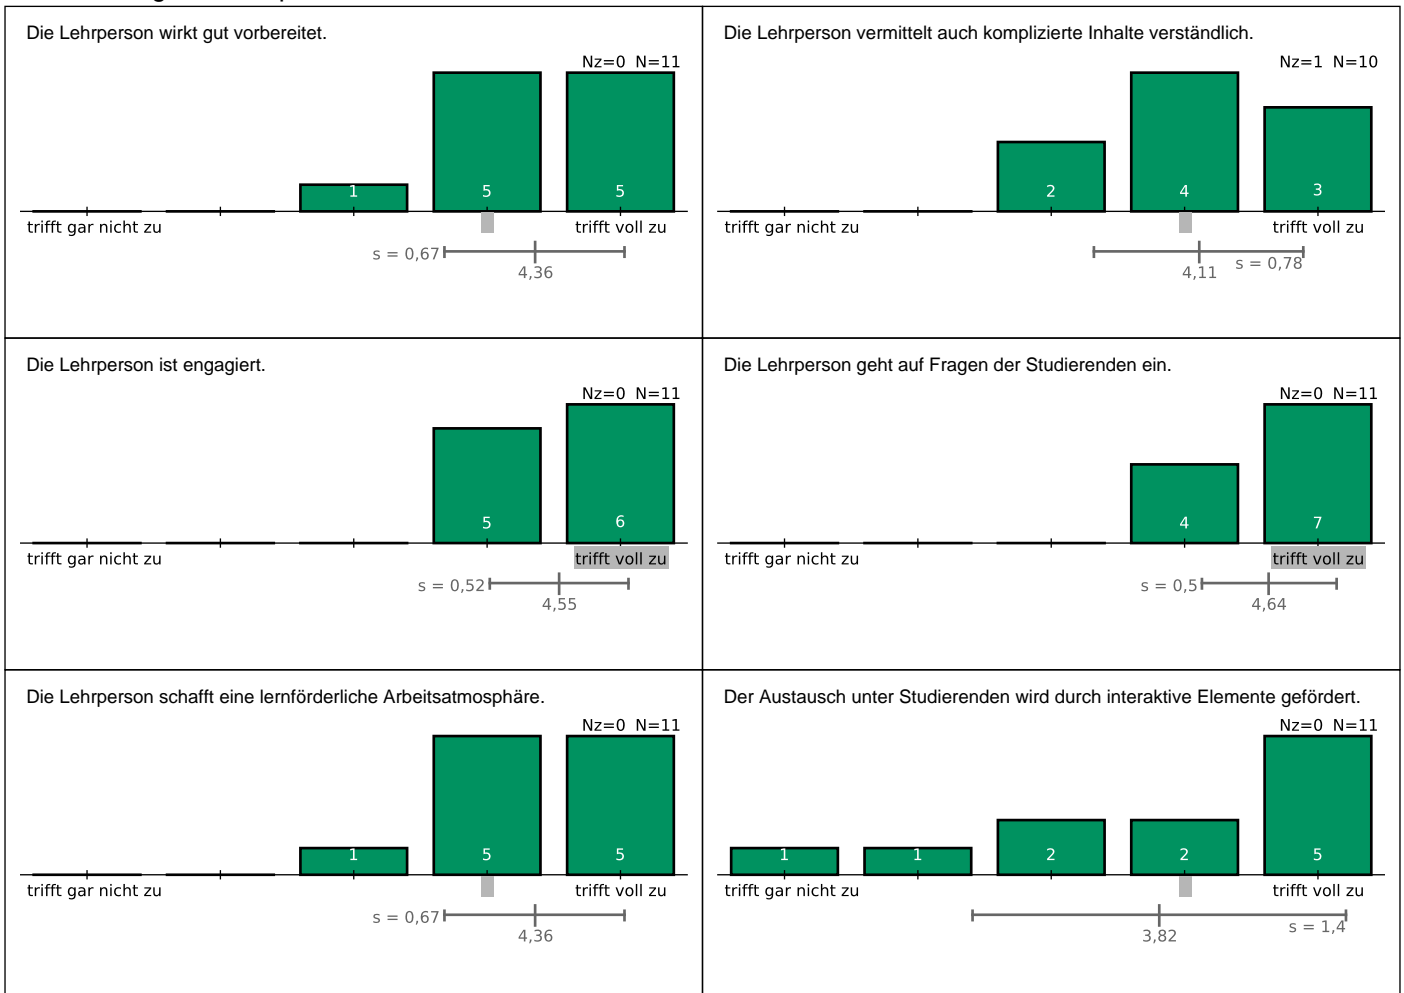 Die Lehrperson wirkt gut vorbereitet.
Nz=0 N=11
1
5
5
trifft gar nicht zu
trifft voll zu
s = 0,67
4,36
Die Lehrperson vermittelt auch komplizierte Inhalte verständlich.
Nz=1 N=10
2
4
3
trifft gar nicht zu
trifft voll zu
4,11
s = 0,78
Die Lehrperson ist engagiert.
Nz=0 N=11
5
6
trifft gar nicht zu
trifft voll zu
s = 0,52
4,55
Die Lehrperson geht auf Fragen der Studierenden ein.
Nz=0 N=11
4
7
trifft gar nicht zu
trifft voll zu
s = 0,5
4,64
Die Lehrperson schafft eine lernförderliche Arbeitsatmosphäre.
Nz=0 N=11
1
5
5
trifft gar nicht zu
trifft voll zu
s = 0,67
4,36
Der Austausch unter Studierenden wird durch interaktive Elemente gefördert.
Nz=0 N=11
1
1
2
2
5
trifft gar nicht zu
trifft voll zu
3,82
s = 1,4